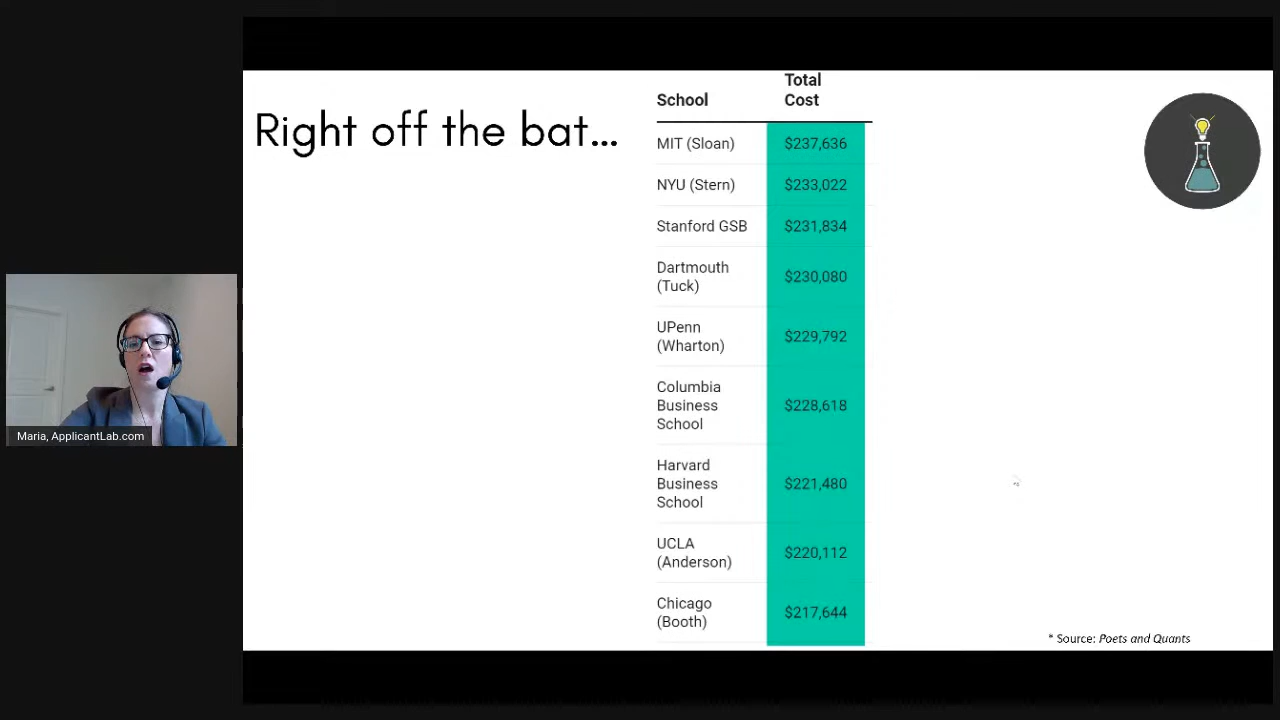 Right off the bat...
School
Total
Cost
MIT (Sloan)
$237,636
NYU (Stern)
$233,022
Stanford GSB
$231,834
Dartmouth
(Tuck)
$230,080
UPenn
(Wharton)
$229,792
Columbia
Business
School
$228,618
Harvard
Business
School
$221,480
UCLA
(Anderson)
$220,112
Chicago
(Booth)
$217,644
* Source: Poets and Quants
Maria, ApplicantLab.com